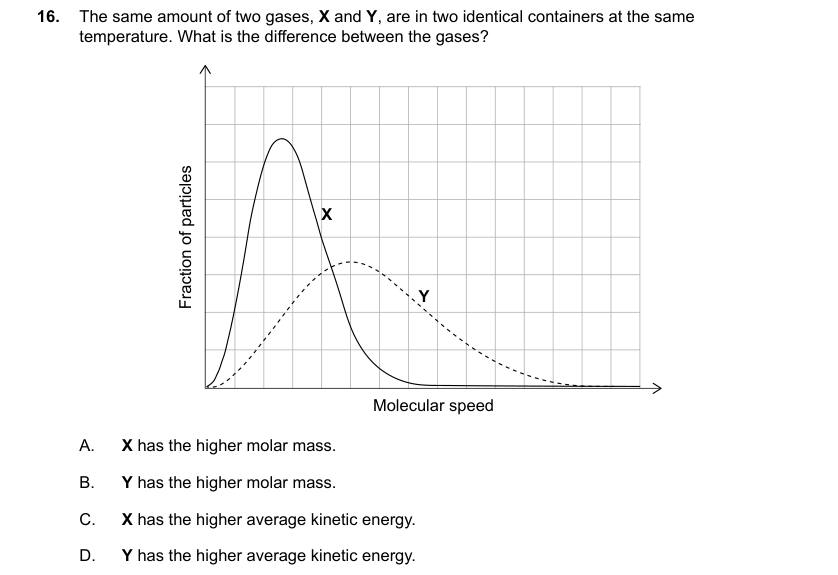 16. The same amount of two gases, X and Y, are in two identical containers at the same
temperature. What is the difference between the gases?
Fraction of particles
X
Y
Molecular speed
A. X has the higher molar mass.
B. Y has the higher molar mass.
C. X has the higher average kinetic energy.
D. Y has the higher average kinetic energy.